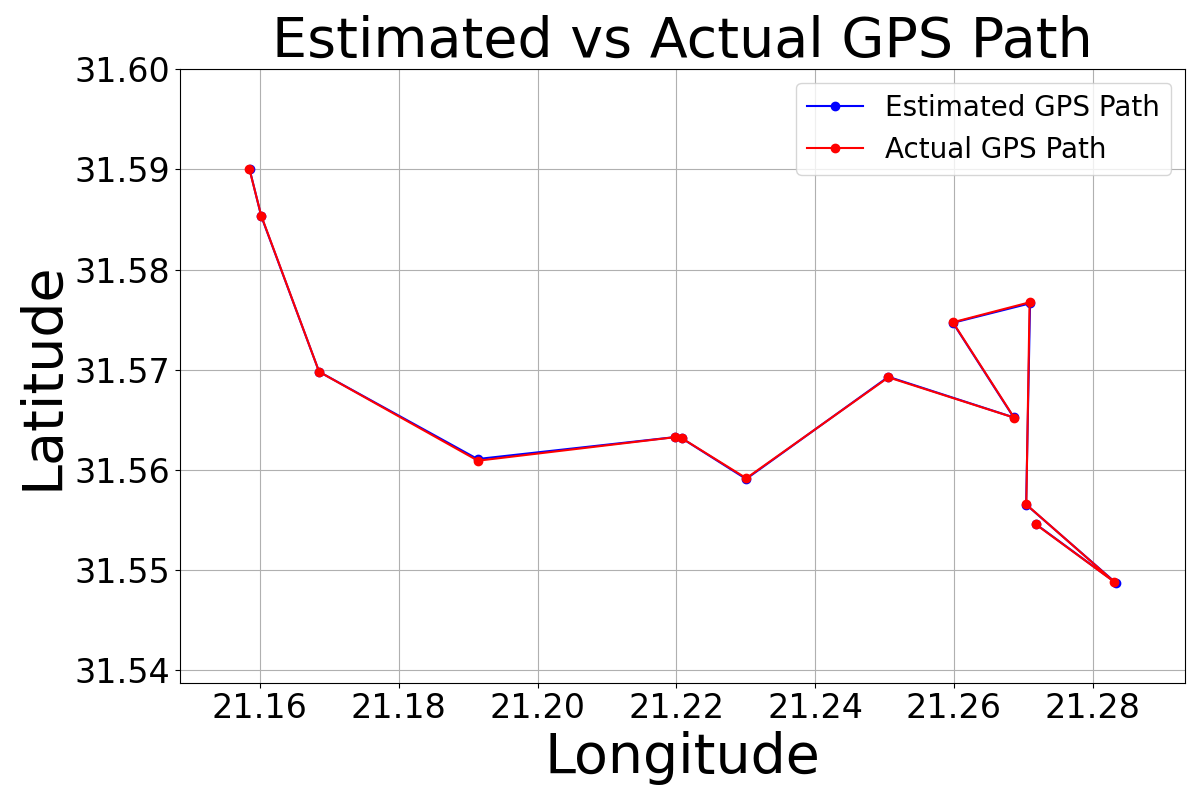 Estimated vs Actual GPS Path
Estimated GPS Path
Actual GPS Path
31.60
31.59
31.58
31.57
31.56
31.55
31.54
Latitude
21.16 21.18 21.20 21.22 21.24 21.26 21.28
Longitude